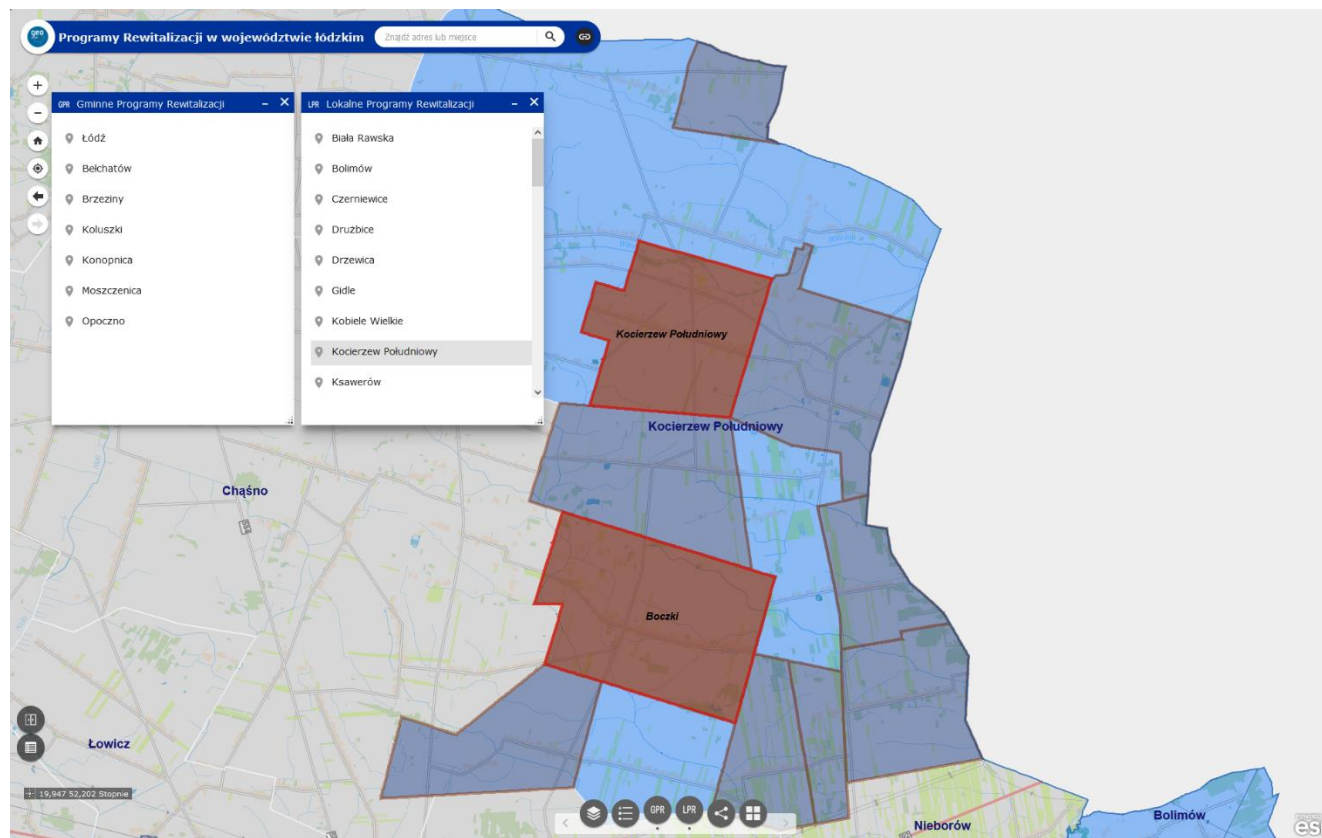 geo
Programy Rewitalizacji w województwie łódzkim
Znajdź adres lub miejsce
GPR Gminne Programy Rewitalizacji
Łódź
Bełchatów
Brzeziny
Koluszki
Konopnica
Moszczenica
Opoczno
LPR Lokalne Programy Rewitalizacji
Biała Rawska
Bolimów
Czerniewice
Drużbice
Drzewica
Gidle
Kobiele Wielkie
Kocierzew Południowy
Ksawerów
Kocierzew Południowy
Kocierzew Południowy
Chąśno
Boczki
Łowicz
19,947 52,202 Stopnie
GPR
LPR
Nieborów
Bolimów
es